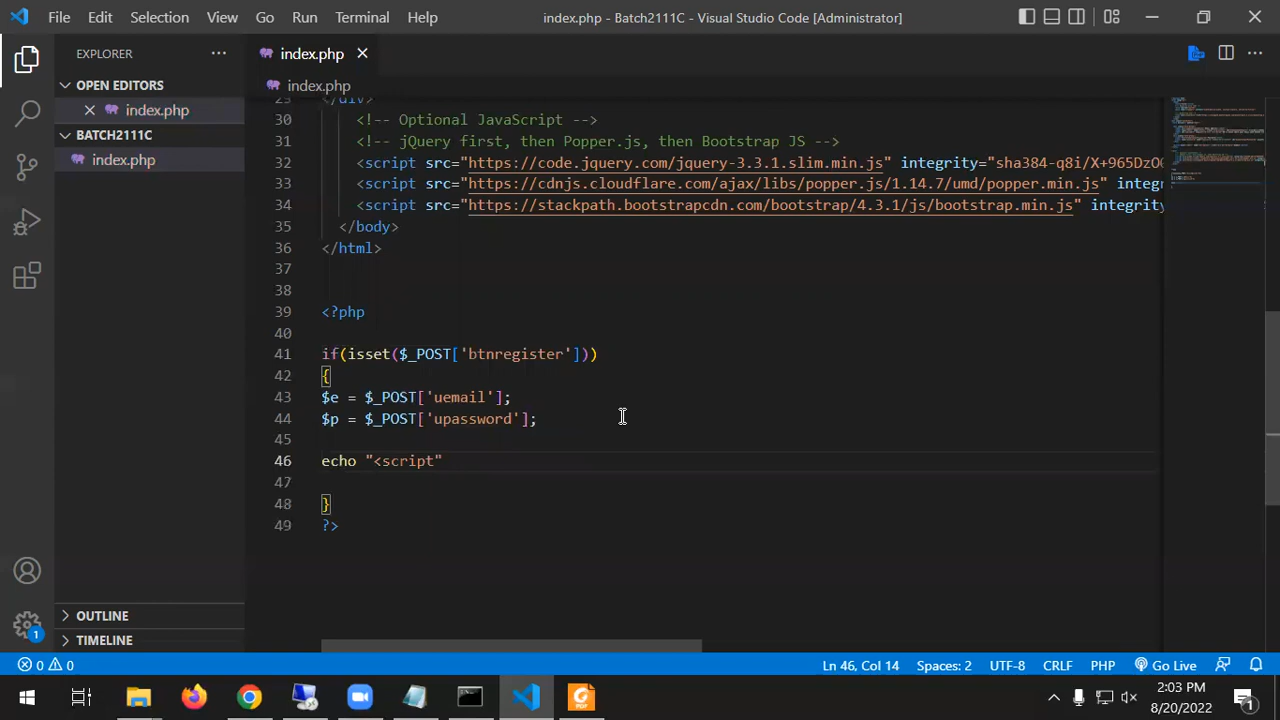 File Edit Selection View Go Run Terminal Help
index.php - Batch2111C - Visual Studio Code [Administrator]
EXPLORER
index.php
OPEN EDITORS
index.php
index.php
BATCH2111C
index.php
29 </div>
30 <!-- Optional JavaScript -->
31 <!-- jQuery first, then Popper.js, then Bootstrap JS -->
32 <script src="https://code.jquery.com/jquery-3.3.1.slim.min.js" integrity="sha384-q8i/X+965DzO
33 <script src="https://cdnjs.cloudflare.com/ajax/libs/popper.js/1.14.7/umd/popper.min.js" integ
34 <script src="https://stackpath.bootstrapcdn.com/bootstrap/4.3.1/js/bootstrap.min.js" integrity
35 </body>
36 </html>
37
38
39 <?php
40
41 if(isset($_POST['btnregister']))
42 {
43 $e = $_POST['uemail'];
44 $p = $_POST['upassword'];
45
46 echo "<script"
47
48 }
49 ?>
OUTLINE
TIMELINE
1
0 0
Ln 46, Col 14 Spaces: 2 UTF-8 CRLF PHP Go Live
2:03 PM
8/20/2022
1